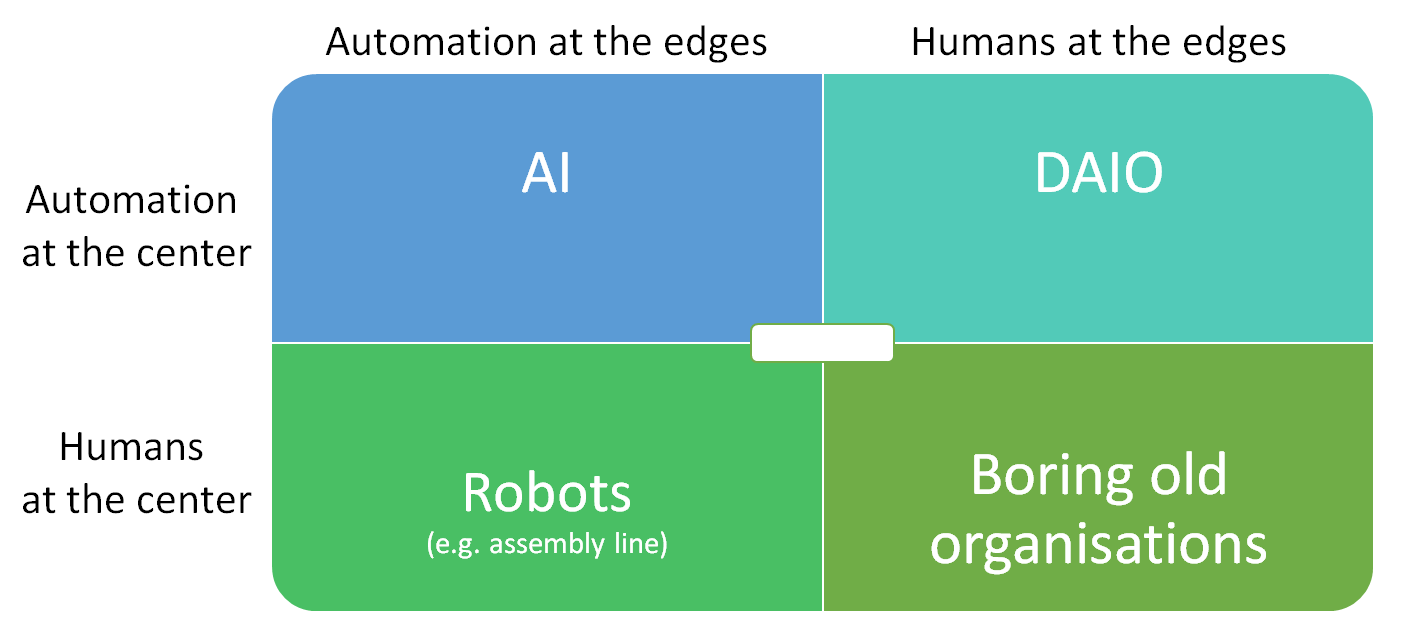 Automation at the edges
Humans at the edges
Automation
at the center
AI
DAIO
Humans
at the center
Robots
(e.g. assembly line)
Boring old
organisations